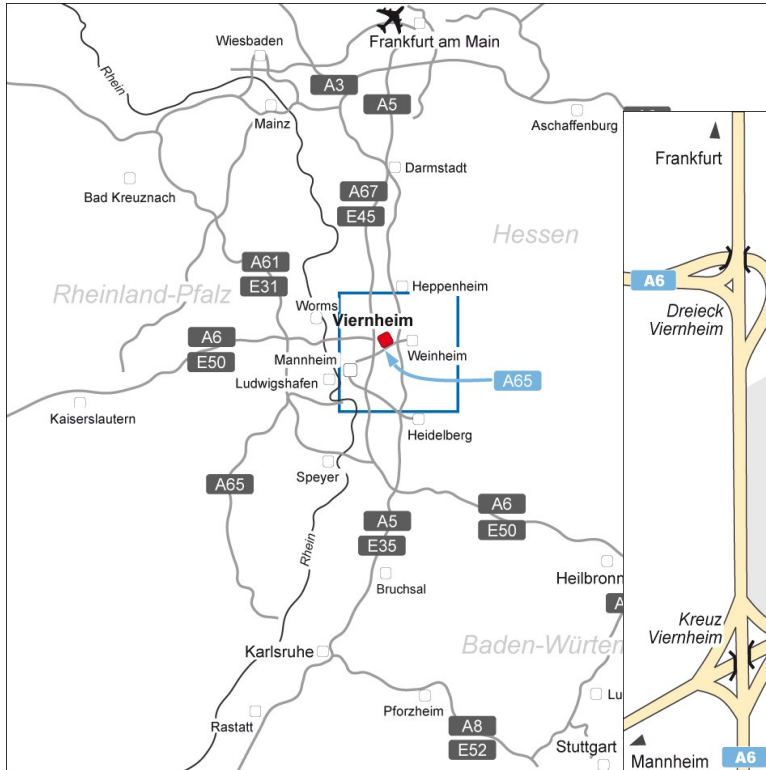 Wiesbaden
Frankfurt am Main
Rhein
A3
A5
Mainz
Aschaffenburg
Darmstadt
Bad Kreuznach
A67
E45
Hessen
A61
E31
Heppenheim
Rheinland-Pfalz
Worms
Viernheim
A6
E50
Mannheim
Weinheim
Ludwigshafen
A65
Kaiserslautern
Heidelberg
Speyer
A65
A6
E50
A5
E35
Rhein
Bruchsal
Heilbronn
A
Karlsruhe
Baden-Würtem
Pforzheim
Lu
Rastatt
A8
E52
Stuttgart
Frankfurt
A6
Dreieck
Viernheim
Kreuz
Viernheim
Mannheim
A6